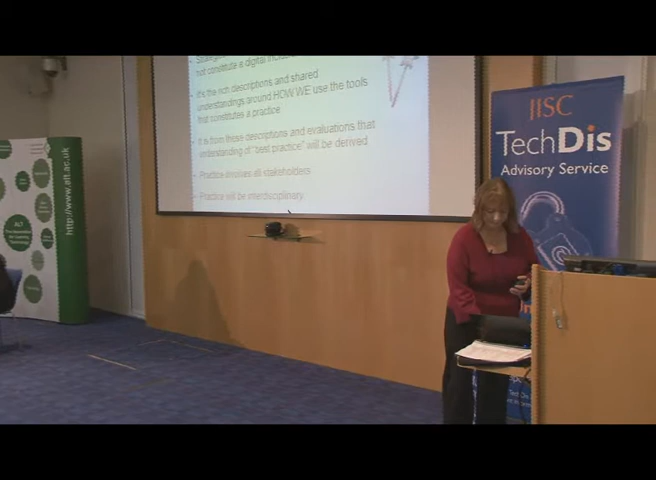 not constitute a digital
It's the rich descriptions and shared
understandings around HOW WE use the tools
that constitutes a practice
It is from these descriptions and evaluations that
understanding of "best practice" will be derived
Practice involves all stakeholders
Practice will be interdisciplinary.
JISC
TechDis
Advisory Service
http://www.alt.ac.uk